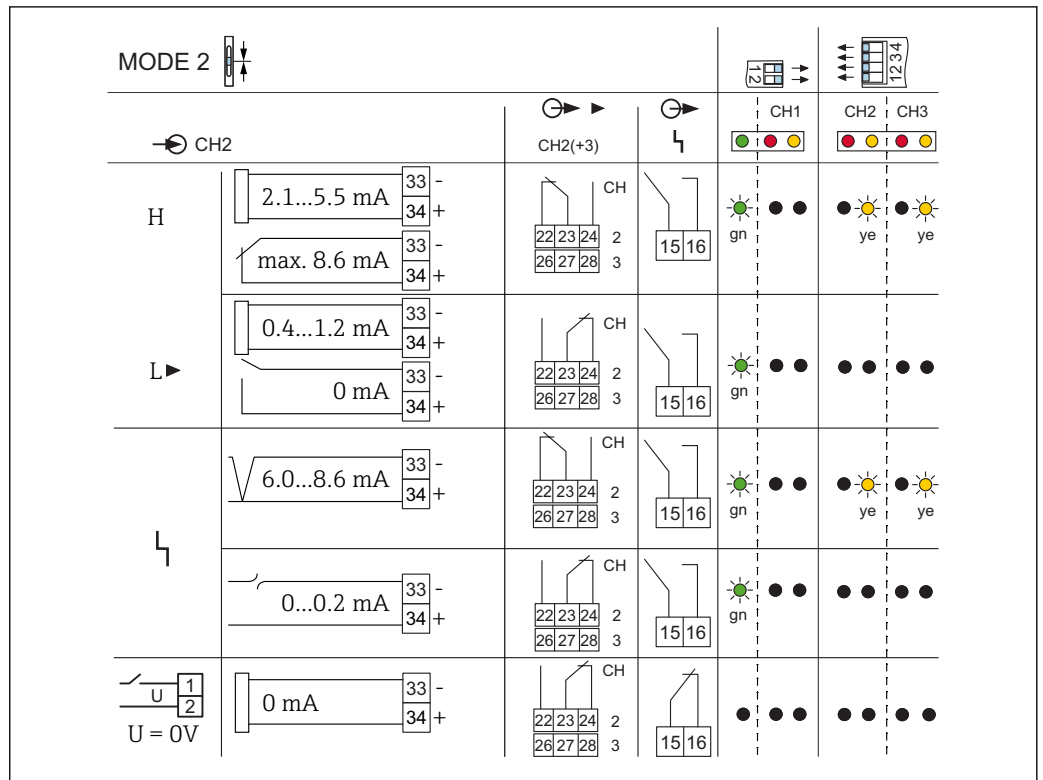 MODE 2
1 2
1 2 3 4
CH2
CH2(+3)
CH1
CH2
CH3
H
2.1...5.5 mA
33 -
34 +
max. 8.6 mA
33 -
34 +
CH
22 23 24 2
26 27 28 3
15 16
gn
ye
ye
L
0.4...1.2 mA
33 -
34 +
0 mA
33 -
34 +
CH
22 23 24 2
26 27 28 3
15 16
gn
6.0...8.6 mA
33 -
34 +
CH
22 23 24 2
26 27 28 3
15 16
gn
ye
ye
0...0.2 mA
33 -
34 +
CH
22 23 24 2
26 27 28 3
15 16
gn
U
1
2
U = 0V
0 mA
33 -
34 +
CH
22 23 24 2
26 27 28 3
15 16